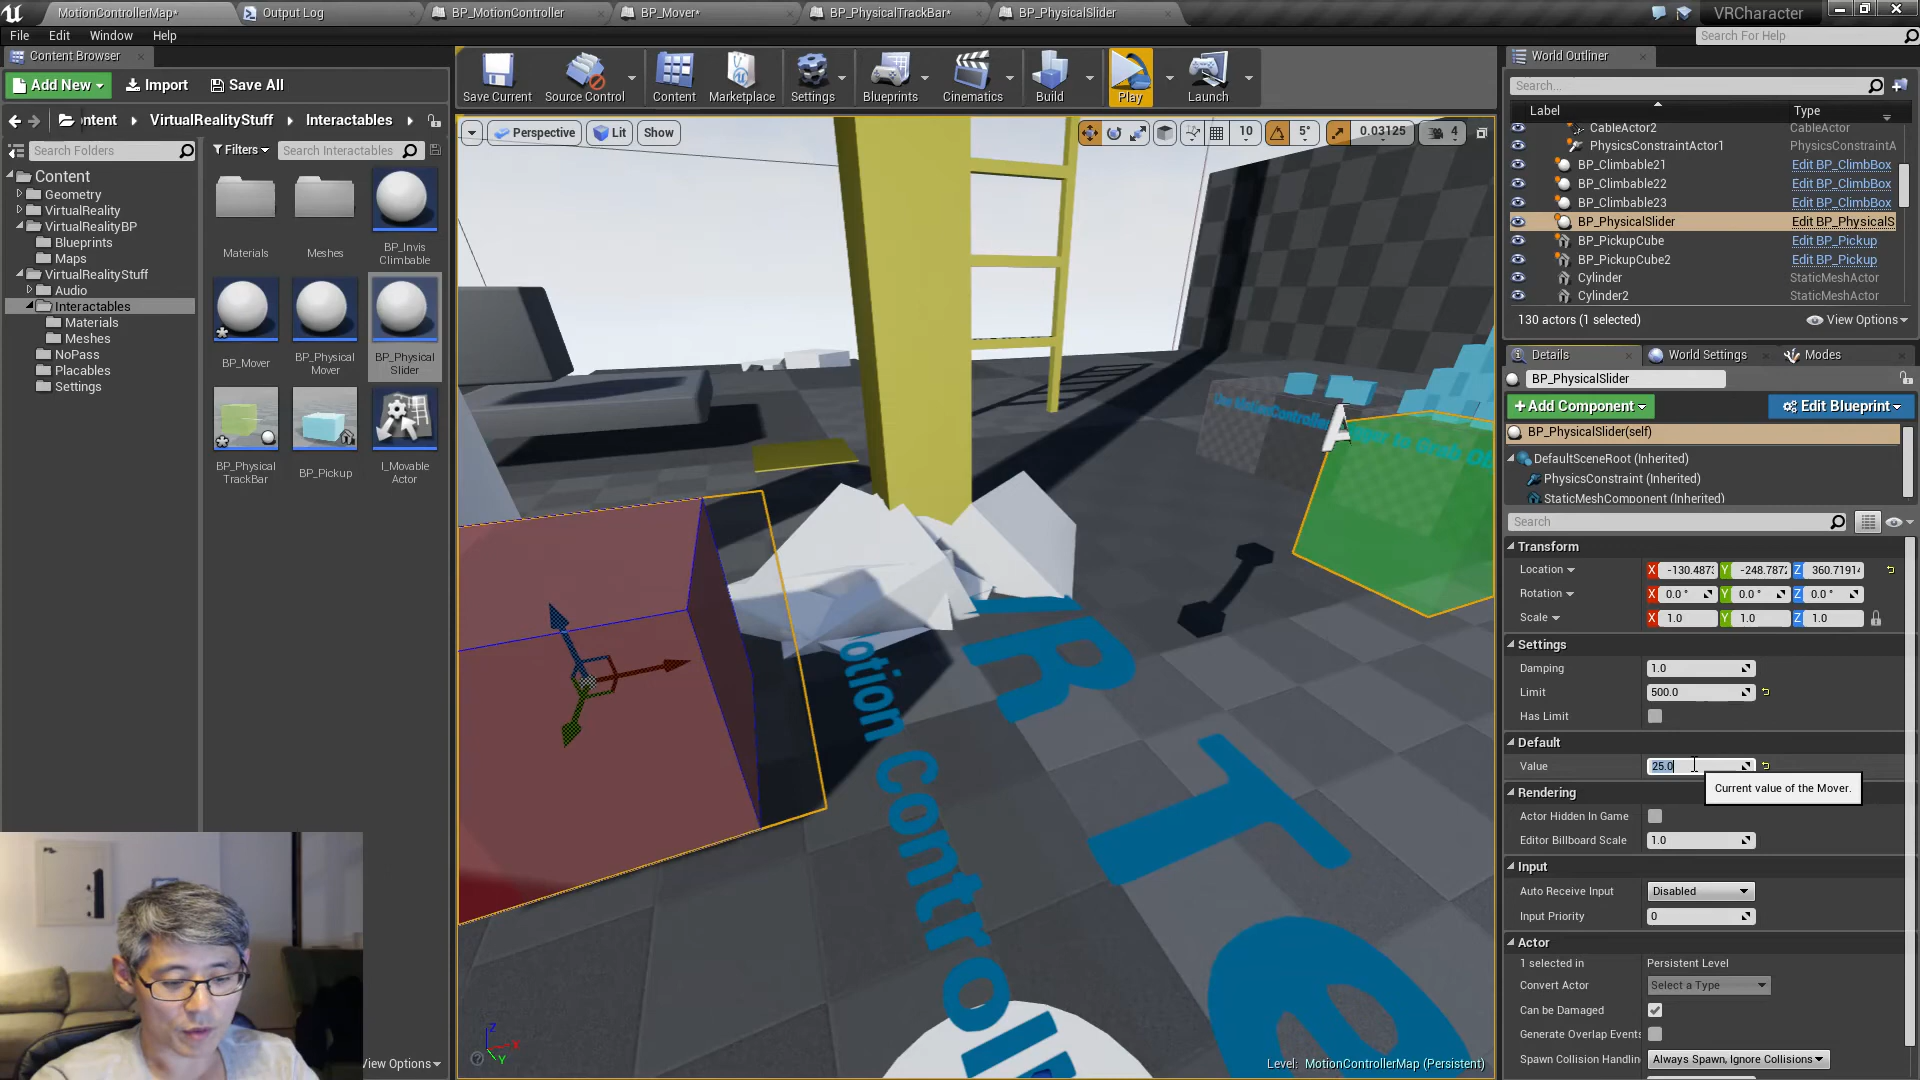 MotionControllerMap*
Output Log
BP_MotionController
BP_Mover*
BP_PhysicalTrackBar*
BP_PhysicalSlider
VRCharacter
File
Edit
Window
Help
Search For Help
Content Browser
Add New
Import
Save All
ontent
VirtualRealityStuff
Interactables
Search Folders
Filters
Search Interactables
Content
Geometry
VirtualReality
VirtualRealityBP
Blueprints
Maps
VirtualRealityStuff
Audio
Interactables
Materials
Meshes
NoPass
Placables
Settings
Materials
Meshes
BP_Invis
Climbable
BP_Mover
BP_Physical
Mover
BP_Physical
Slider
BP_Physical
TrackBar
BP_Pickup
I_Movable
Actor
View Options
Save Current
Source Control
Content
Marketplace
Settings
Blueprints
Cinematics
Build
Play
Launch
Perspective
Lit
Show
10
5°
0.03125
4
otion Controll
R Te
A
to Grab
Level: MotionControllerMap (Persistent)
World Outliner
Search...
Label
Type
CableActor2
CableActor
PhysicsConstraintActor1
PhysicsConstraintA
BP_Climbable21
Edit BP_ClimbBox
BP_Climbable22
Edit BP_ClimbBox
BP_Climbable23
Edit BP_ClimbBox
BP_PhysicalSlider
Edit BP_PhysicalS
BP_PickupCube
Edit BP_Pickup
BP_PickupCube2
Edit BP_Pickup
Cylinder
StaticMeshActor
Cylinder2
StaticMeshActor
130 actors (1 selected)
View Options
Details
World Settings
Modes
BP_PhysicalSlider
Add Component
Edit Blueprint
BP_PhysicalSlider(self)
DefaultSceneRoot (Inherited)
PhysicsConstraint (Inherited)
StaticMeshComponent (Inherited)
Search
Transform
Location
X -130.487
Y -248.787
Z 360.7191
Rotation
X 0.0 °
Y 0.0 °
Z 0.0 °
Scale
X 1.0
Y 1.0
Z 1.0
Settings
Damping
1.0
Limit
500.0
Has Limit
Default
Value
25.0
Current value of the Mover.
Rendering
Actor Hidden In Game
Editor Billboard Scale
1.0
Input
Auto Receive Input
Disabled
Input Priority
0
Actor
1 selected in
Persistent Level
Convert Actor
Select a Type
Can be Damaged
Generate Overlap Events
Spawn Collision Handlin
Always Spawn, Ignore Collisions